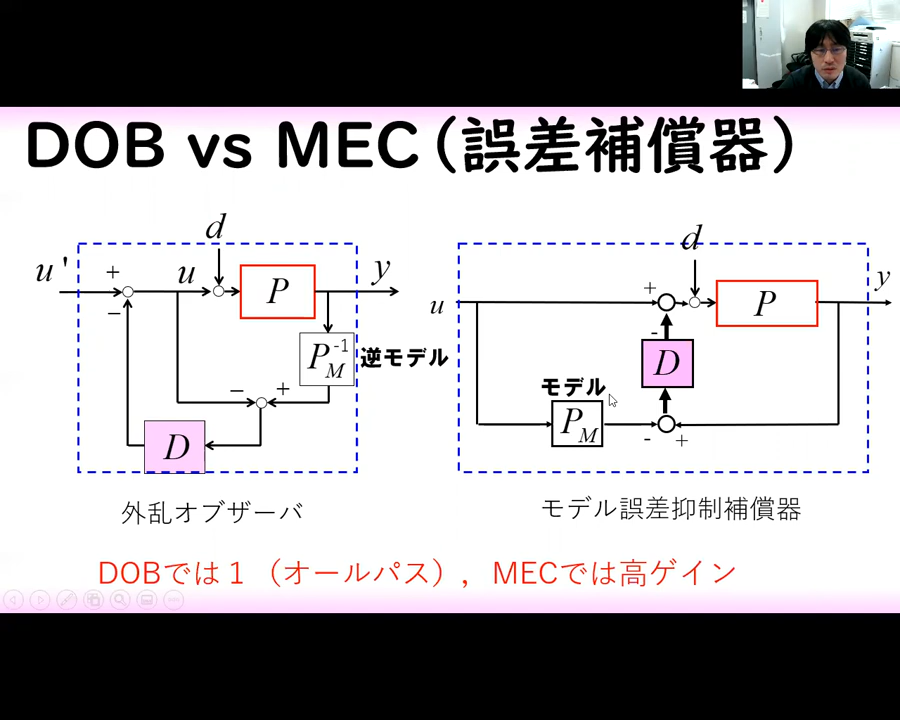 DOB vs MEC(誤差補償器)
d
u' + u P y
−
P_M^-1 逆モデル
− +
D
外乱オブザーバ
d
u + P y
-
D
モデル
P_M - +
モデル誤差抑制補償器
DOBでは1（オールパス）, MECでは高ゲイン